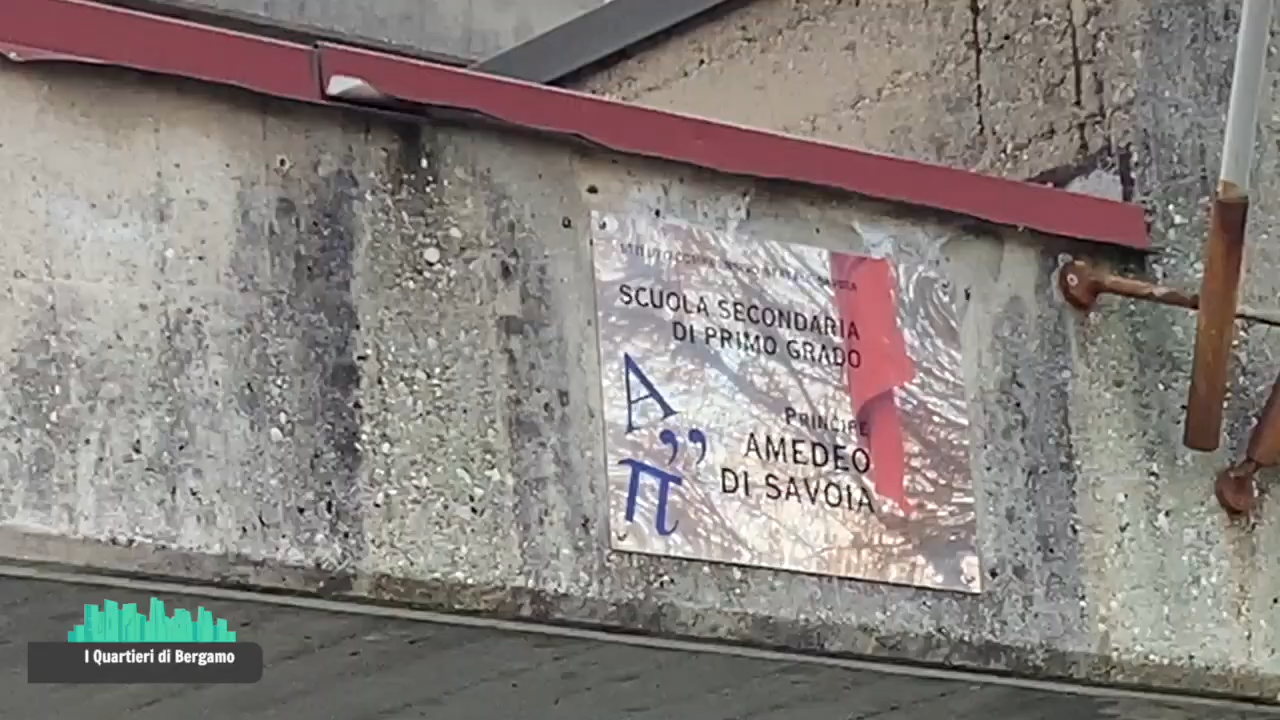 SCUOLA SECONDARIA
DI PRIMO GRADO
A
,,
π
PRINCIPE
AMEDEO
DI SAVOIA
I Quartieri di Bergamo